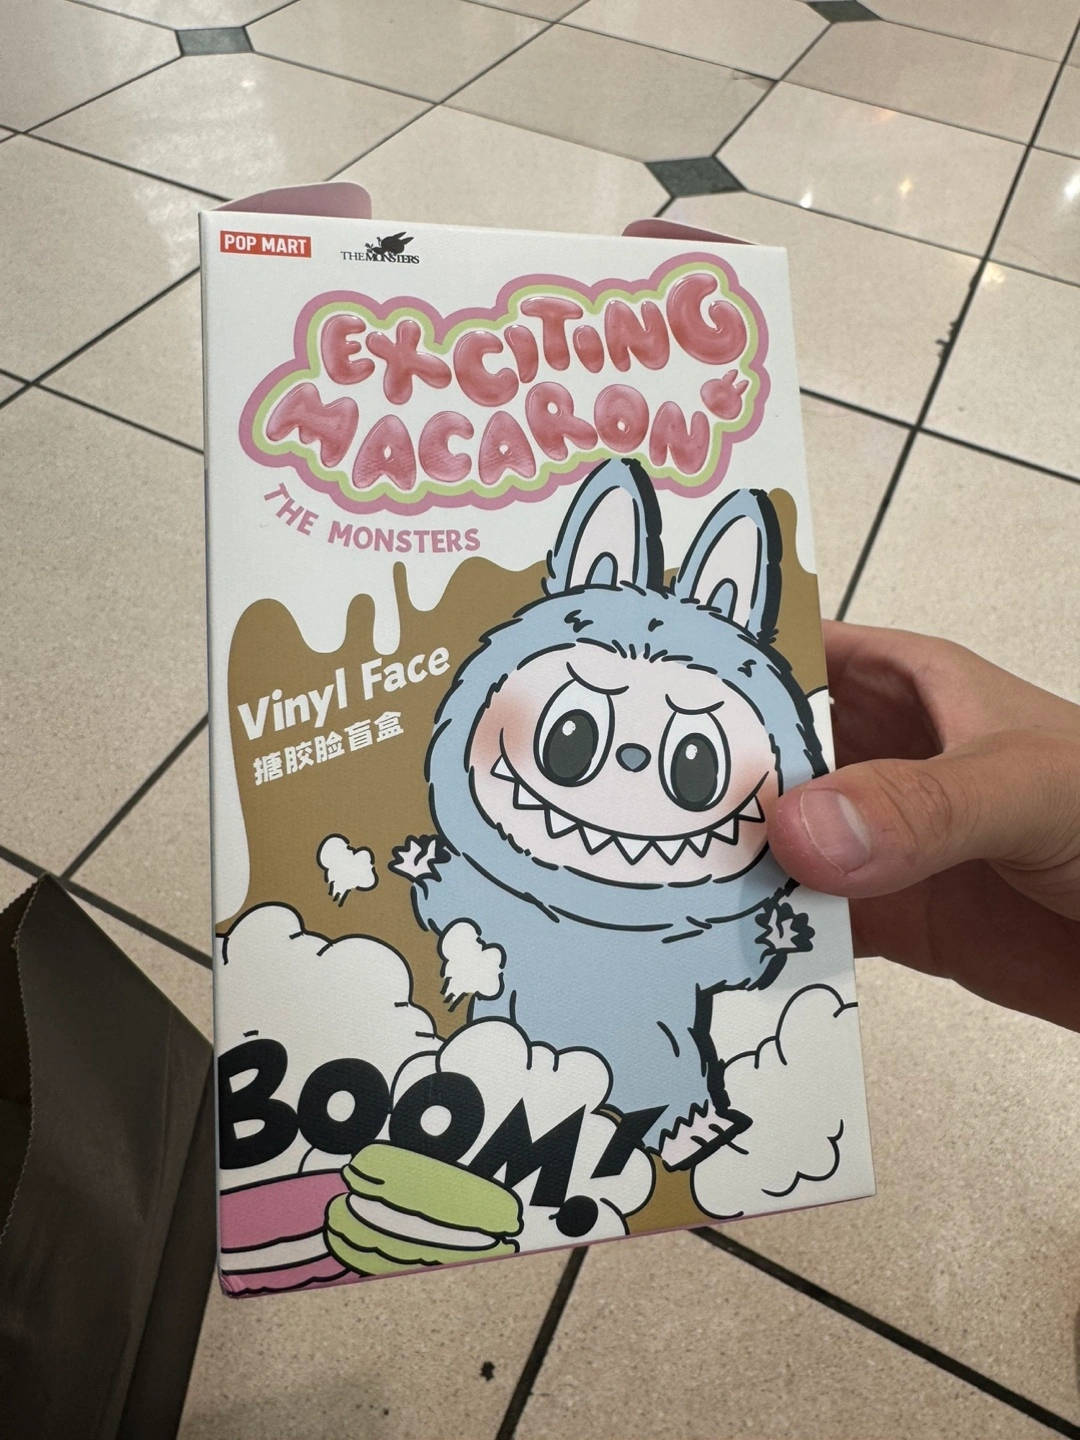 POP MART
THE MONSTERS
EXCITING
MACARON
THE MONSTERS
Vinyl Face
搪胶脸盲盒
BOOM!